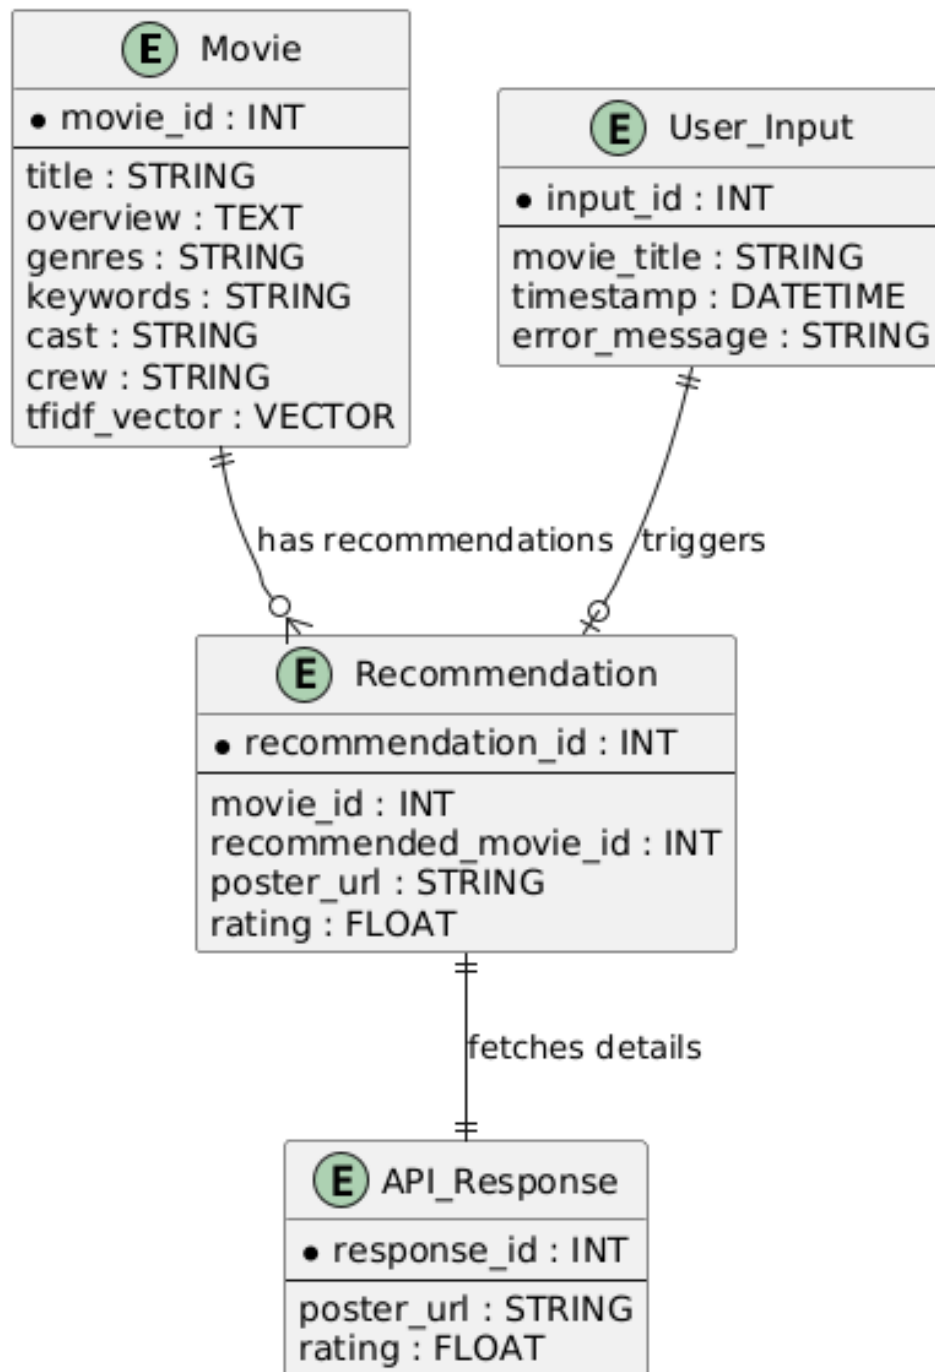 E Movie
movie_id : INT
title : STRING
overview : TEXT
genres : STRING
keywords : STRING
cast : STRING
crew : STRING
tfidf_vector : VECTOR
E User_Input
input_id : INT
movie_title : STRING
timestamp : DATETIME
error_message : STRING
has recommendations
triggers
E Recommendation
recommendation_id : INT
movie_id : INT
recommended_movie_id : INT
poster_url : STRING
rating : FLOAT
fetches details
E API_Response
response_id : INT
poster_url : STRING
rating : FLOAT